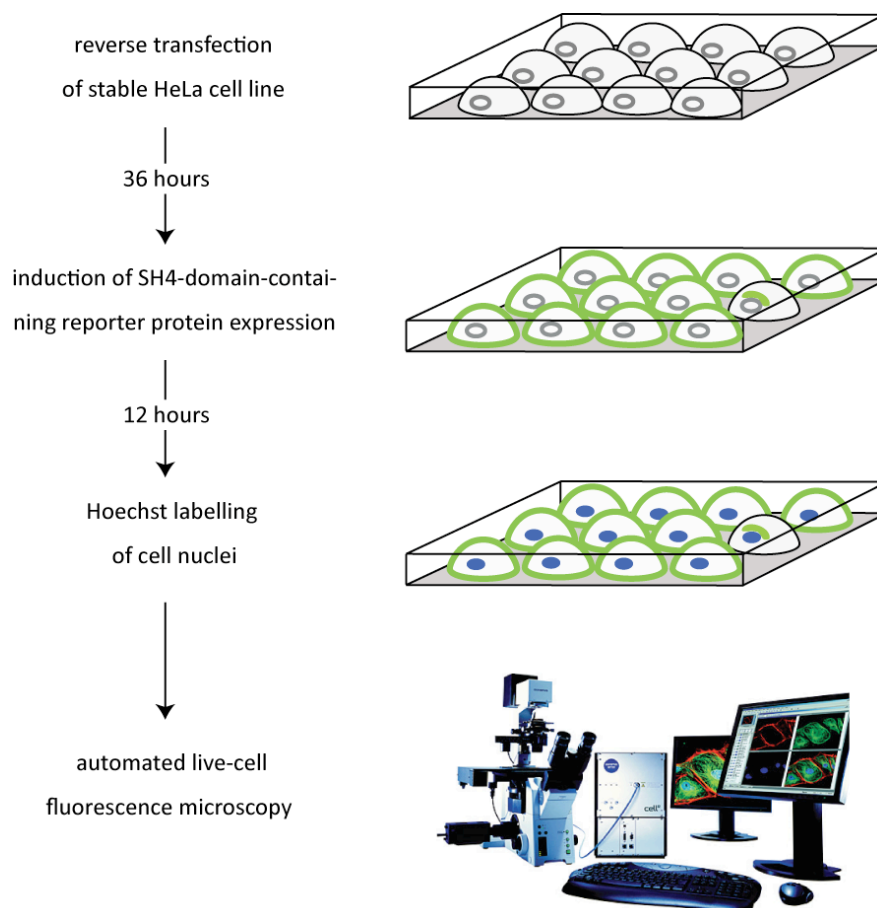 reverse transfection
of stable HeLa cell line
36 hours
induction of SH4-domain-contai-
ning reporter protein expression
12 hours
Hoechst labelling
of cell nuclei
automated live-cell
fluorescence microscopy